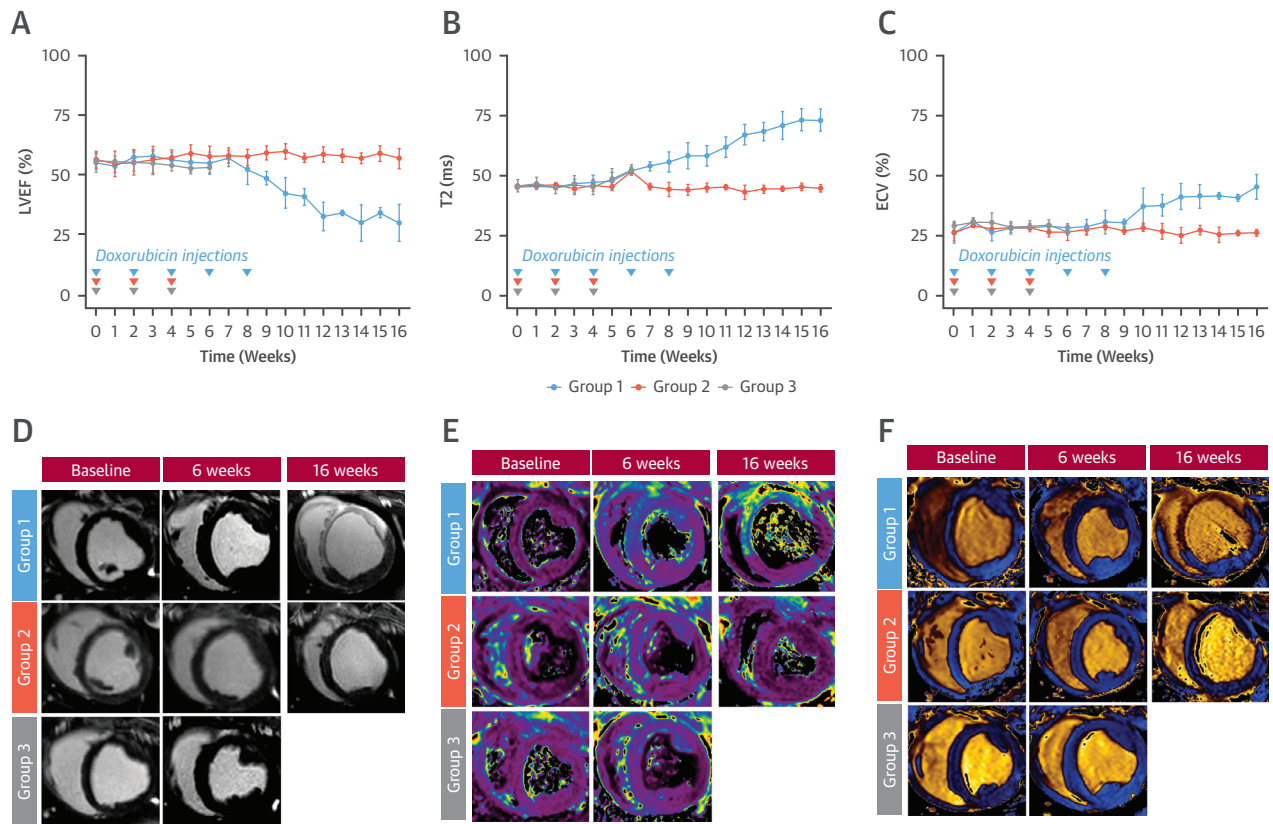 A
100
75
50
25
0
LVEF (%)
Doxorubicin injections
0 1 2 3 4 5 6 7 8 9 10 11 12 13 14 15 16
Time (Weeks)
B
100
75
50
25
0
T2 (ms)
Doxorubicin injections
0 1 2 3 4 5 6 7 8 9 10 11 12 13 14 15 16
Time (Weeks)
C
100
75
50
25
0
ECV (%)
Doxorubicin injections
0 1 2 3 4 5 6 7 8 9 10 11 12 13 14 15 16
Time (Weeks)
Group 1 Group 2 Group 3
D
Baseline 6 weeks 16 weeks
Group 1
Group 2
Group 3
E
Baseline 6 weeks 16 weeks
Group 1
Group 2
Group 3
F
Baseline 6 weeks 16 weeks
Group 1
Group 2
Group 3